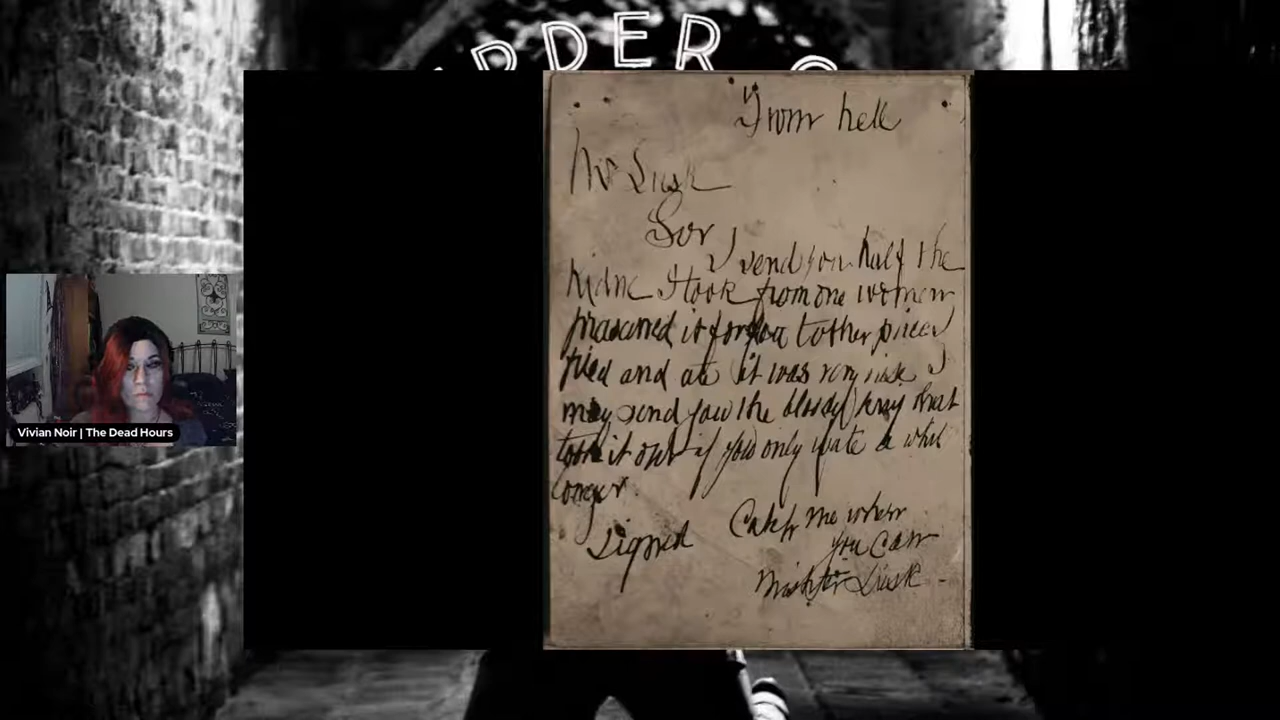 RDER
From hell
Mr Lusk
Sor
I send you half the
Kidne I took from one women
prasarved it for you tother piece I
fried and ate it was very nise I
may send you the bloody knif that
took it out if you only wate a whil
longer.
Signed
Catch me when
you Can
Mishter Lusk.
Vivian Noir | The Dead Hours